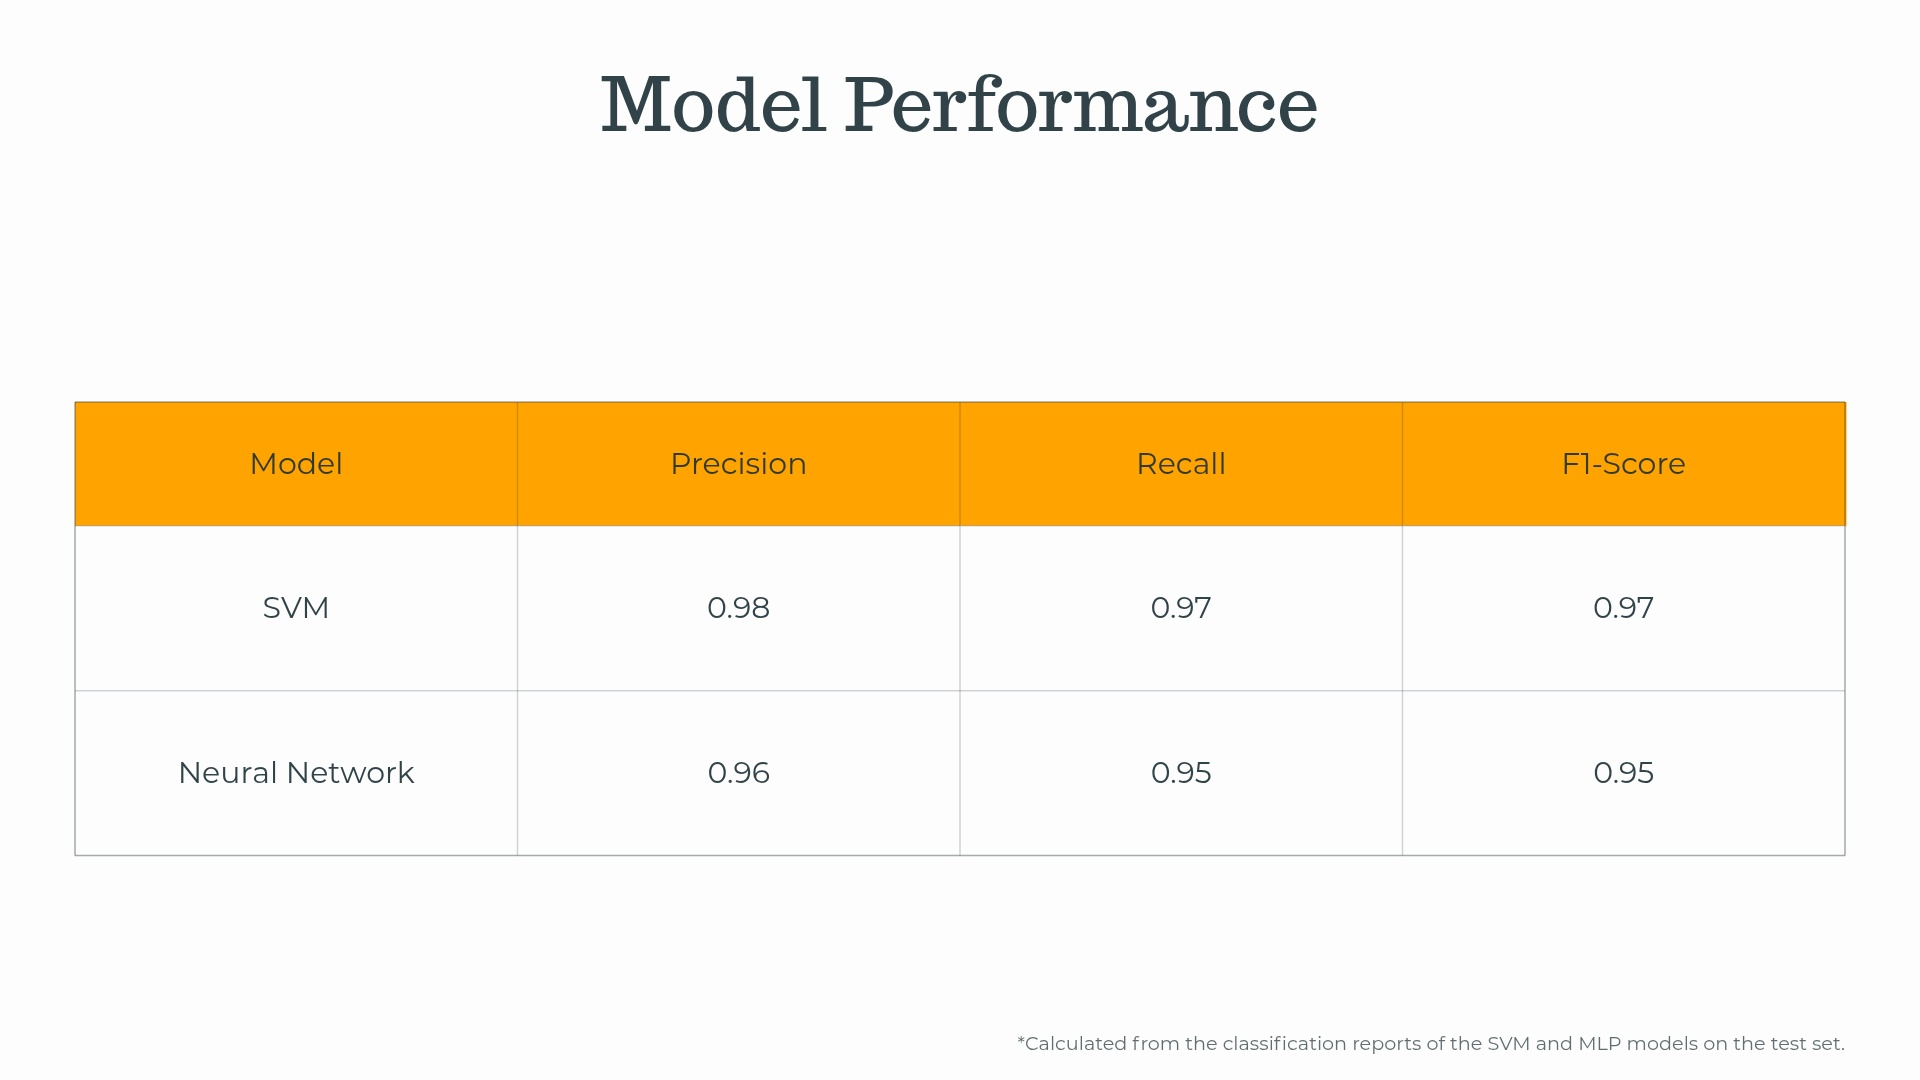 Model Performance
Model Precision Recall F1-Score
SVM 0.98 0.97 0.97
Neural Network 0.96 0.95 0.95
*Calculated from the classification reports of the SVM and MLP models on the test set.